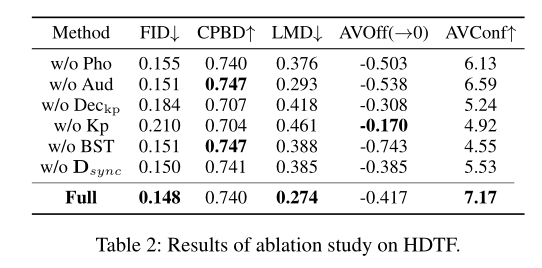 Method FID↓ CPBD↑ LMD↓ AVOff(→0) AVConf↑
w/o Pho 0.155 0.740 0.376 -0.503 6.13
w/o Aud 0.151 0.747 0.293 -0.538 6.59
w/o Dec_kp 0.184 0.707 0.418 -0.308 5.24
w/o Kp 0.210 0.704 0.461 -0.170 4.92
w/o BST 0.151 0.747 0.388 -0.743 4.55
w/o D_sync 0.150 0.741 0.385 -0.385 5.53
Full 0.148 0.740 0.274 -0.417 7.17
Table 2: Results of ablation study on HDTF.